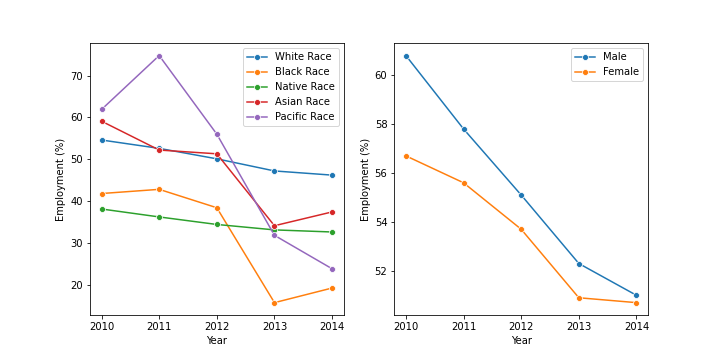 Employment (%)
70
60
50
40
30
20
2010 2011 2012 2013 2014
Year
White Race
Black Race
Native Race
Asian Race
Pacific Race
Employment (%)
60
58
56
54
52
2010 2011 2012 2013 2014
Year
Male
Female